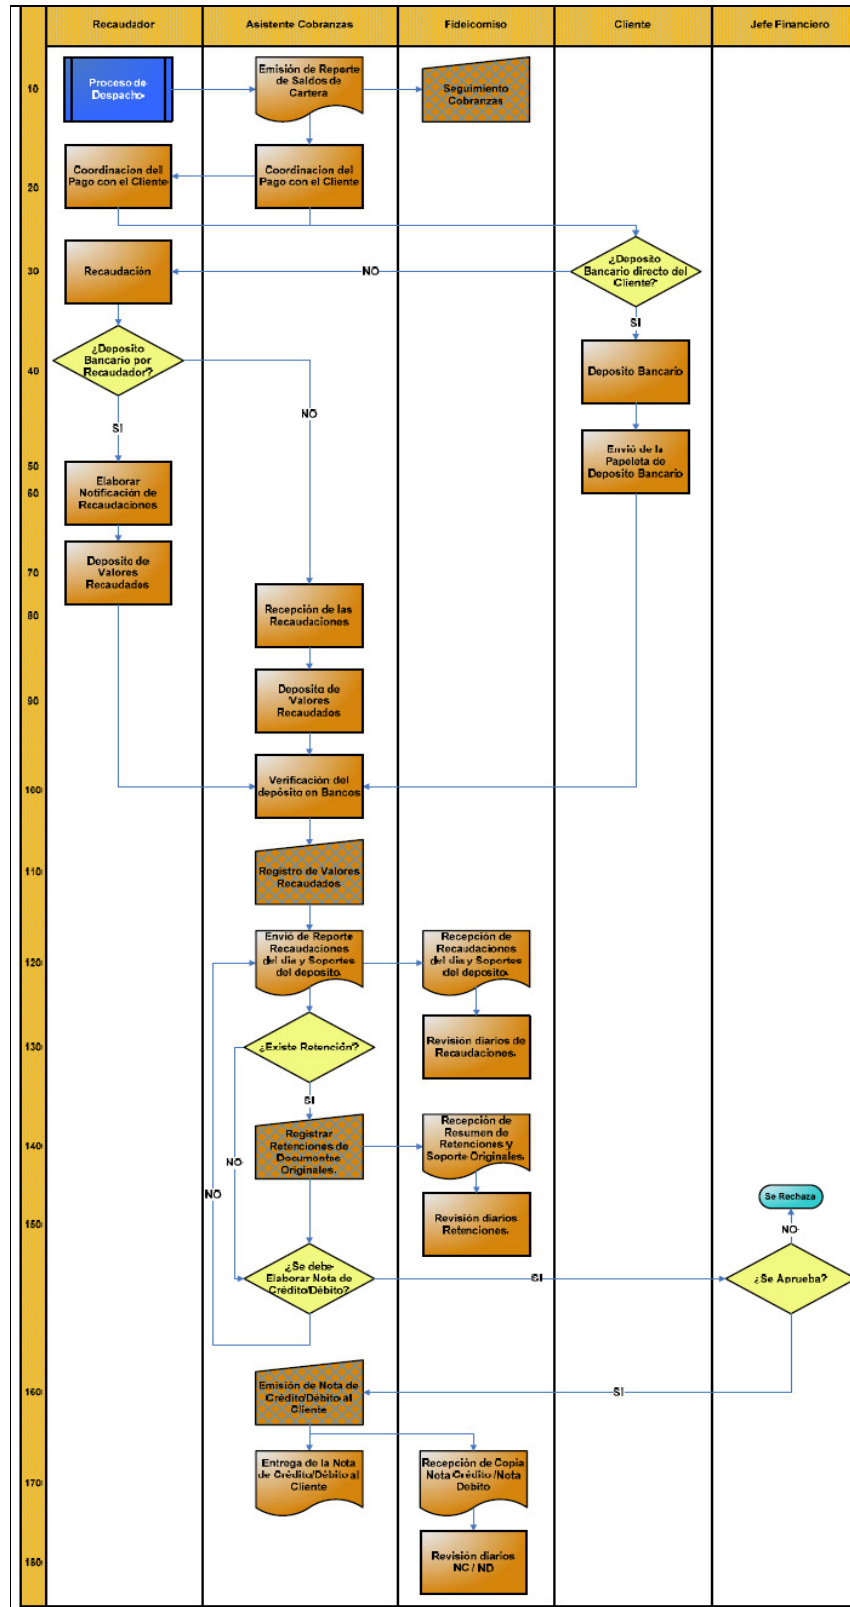 Recaudador
Asistente Cobranzas
Fideicomiso
Cliente
Jefe Financiero
10
Proceso de
Despacho
Emisión de Reporte
de Saldos de
Cartera
Seguimiento
Cobranzas
20
Coordinacion del
Pago con el Cliente
Coordinacion del
Pago con el Cliente
30
Recaudación
NO
¿Deposito
Bancario directo del
Cliente?
SI
40
¿Deposito
Bancario por
Recaudador?
NO
SI
Deposito Bancario
50
60
Elaborar
Notificación de
Recaudaciones
Envió de la
Papeleta de
Deposito Bancario
70
Deposito de
Valores
Recaudados
80
Recepción de las
Recaudaciones
90
Deposito de
Valores
Recaudados
100
Verificación del
depósito en Bancos
110
Registro de Valores
Recaudados
120
Envió de Reporte
Recaudaciones
del dia y Soportes
del deposito.
Recepción de
Recaudaciones
del dia y Soportes
del deposito.
130
¿Existe Retención?
Revisión diarios de
Recaudaciones.
SI
140
Registrar
Retenciones de
Documentos
Originales.
Recepción de
Resumen de
Retenciones y
Soporte Originales.
NO
NO
150
Revisión diarios
Retenciones.
Se Rechaza
NO
¿Se debe
Elaborar Nota de
Crédito/Débito?
SI
¿Se Aprueba?
160
Emisión de Nota de
Crédito/Débito al
Cliente
SI
170
Entrega de la Nota
de Crédito/Débito al
Cliente
Recepción de Copia
Nota Crédito /Nota
Debito
180
Revisión diarios
NC / ND